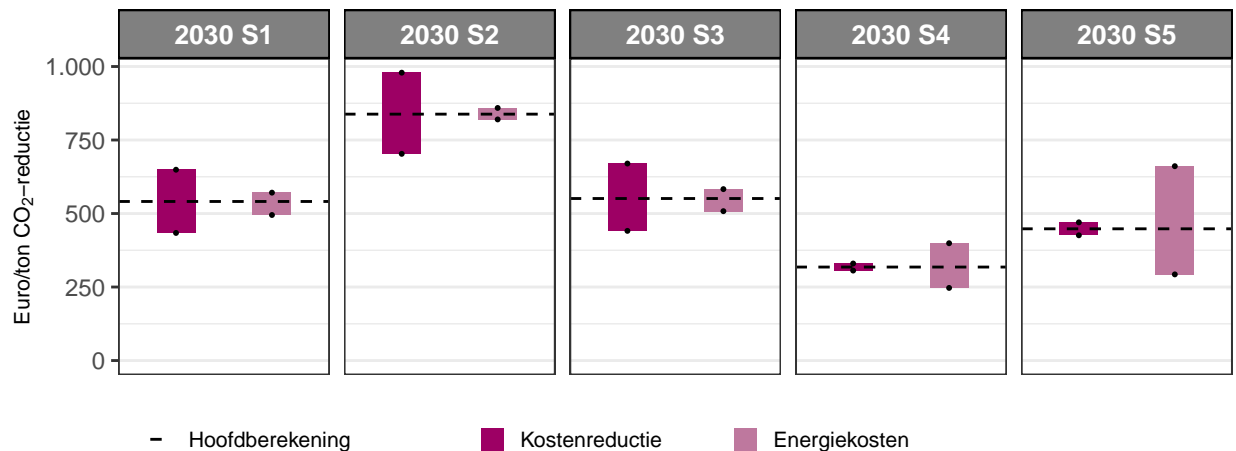 2030 S1 2030 S2 2030 S3 2030 S4 2030 S5
1.000
750
500
250
0
Euro/ton CO₂−reductie
Hoofdberekening Kostenreductie Energiekosten